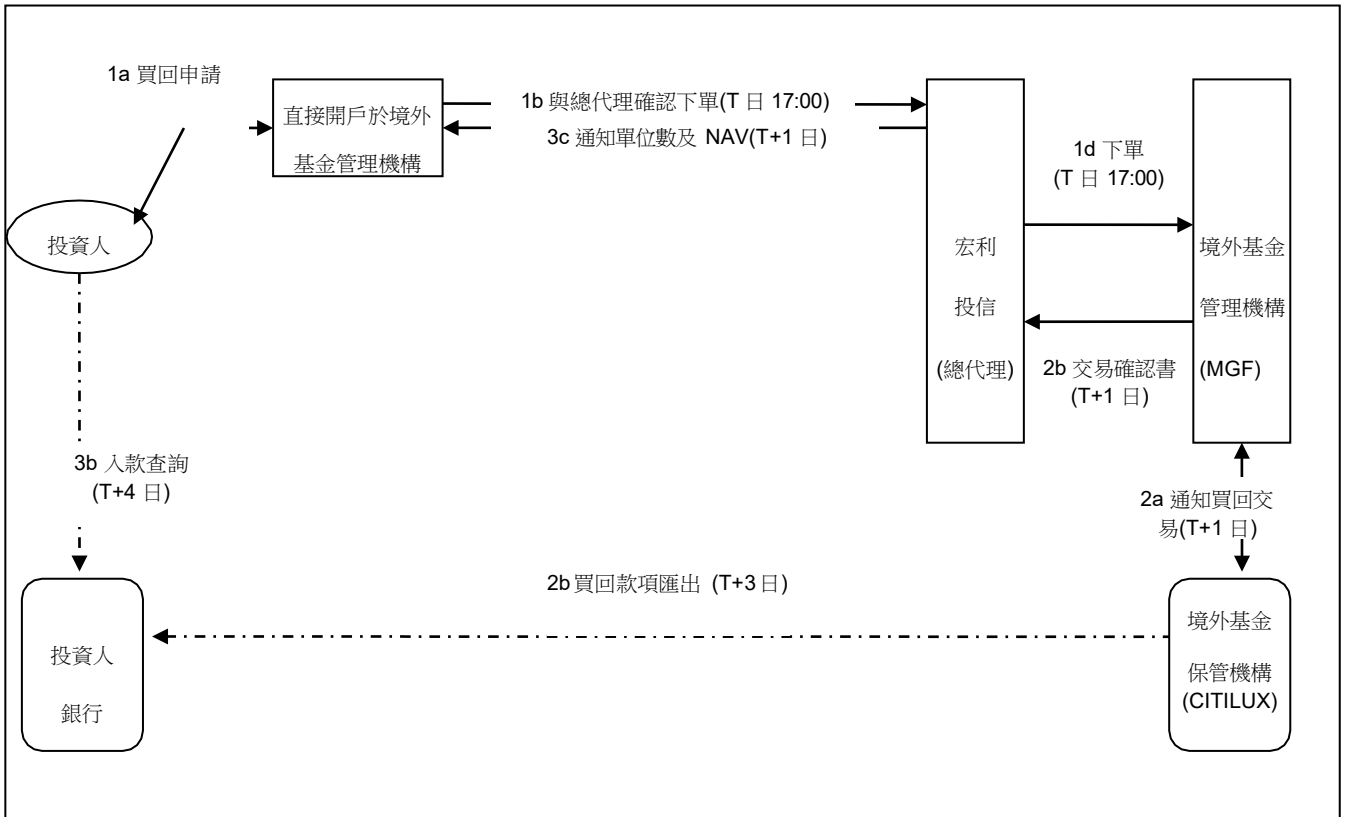 1a 買回申請
直接開戶於境外
基金管理機構
1b 與總代理確認下單(T 日 17:00)
3c 通知單位數及 NAV(T+1 日)
1d 下單
(T 日 17:00)
投資人
宏利
投信
(總代理)
境外基金
管理機構
(MGF)
2b 交易確認書
(T+1 日)
3b 入款查詢
(T+4 日)
2a 通知買回交
易(T+1 日)
2b 買回款項匯出 (T+3 日)
投資人
銀行
境外基金
保管機構
(CITILUX)